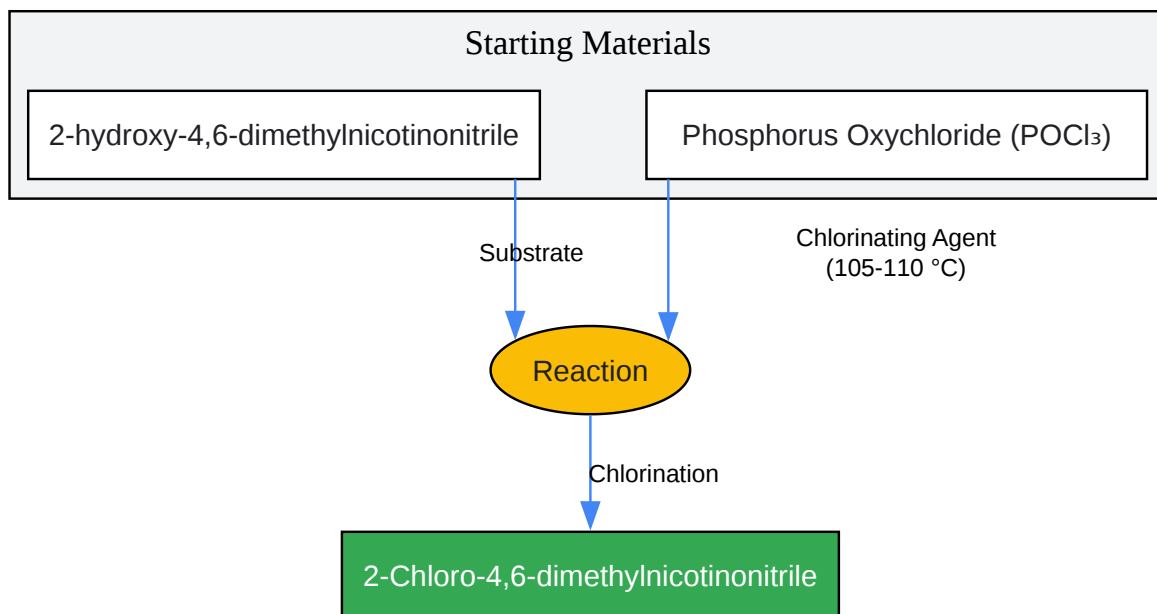 Starting Materials
2-hydroxy-4,6-dimethylnicotinonitrile
Phosphorus Oxychloride (POCl₃)
Substrate
Chlorinating Agent
(105-110 °C)
Reaction
Chlorination
2-Chloro-4,6-dimethylnicotinonitrile